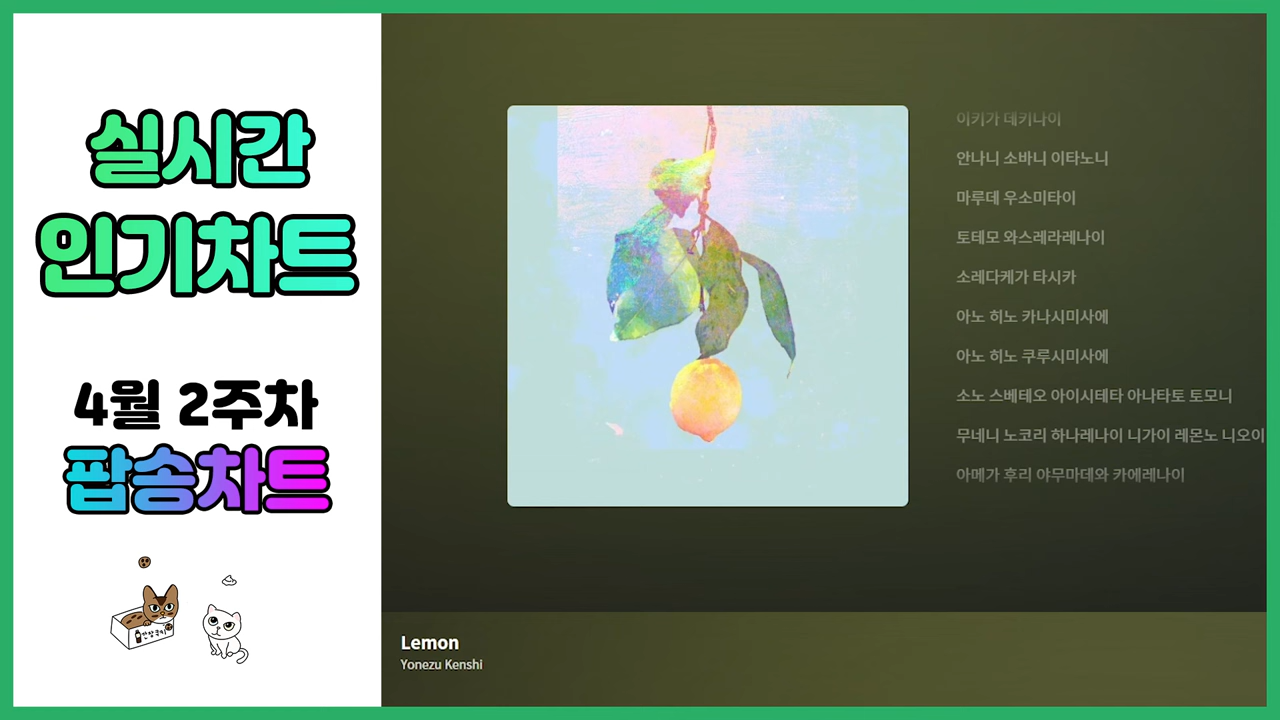 실시간
인기차트
4월 2주차
팝송차트
이키가 데키나이
안나니 소바니 이타노니
마루데 우소미타이
토테모 와스레라레나이
소레다케가 타시카
아노 히노 카나시미사에
아노 히노 쿠루시미사에
소노 스베테오 아이시테타 아나타토 토모니
무네니 노코리 하나레나이 니가이 레몬노 니오이
아메가 후리 야무마데와 카에레나이
Lemon
Yonezu Kenshi